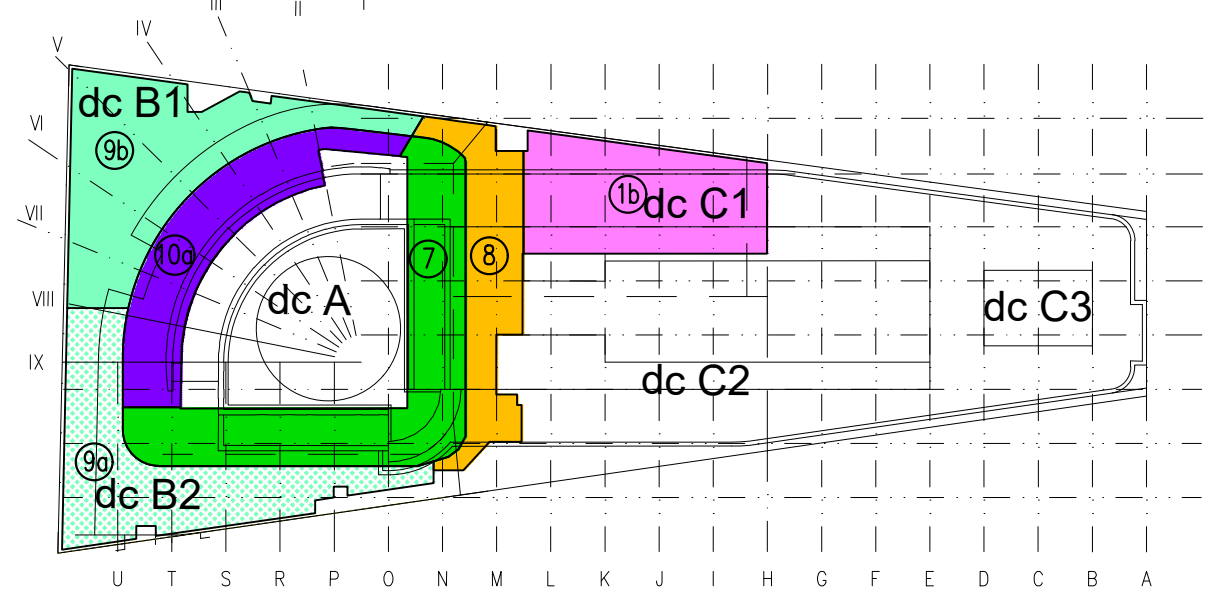 III
II
I
IV
V
dc B1
VI
9b
1b
dc C1
VII
10a
7
8
VIII
dc A
dc C3
IX
dc C2
9a
dc B2
U T S R P O N M L K J I H G F E D C B A